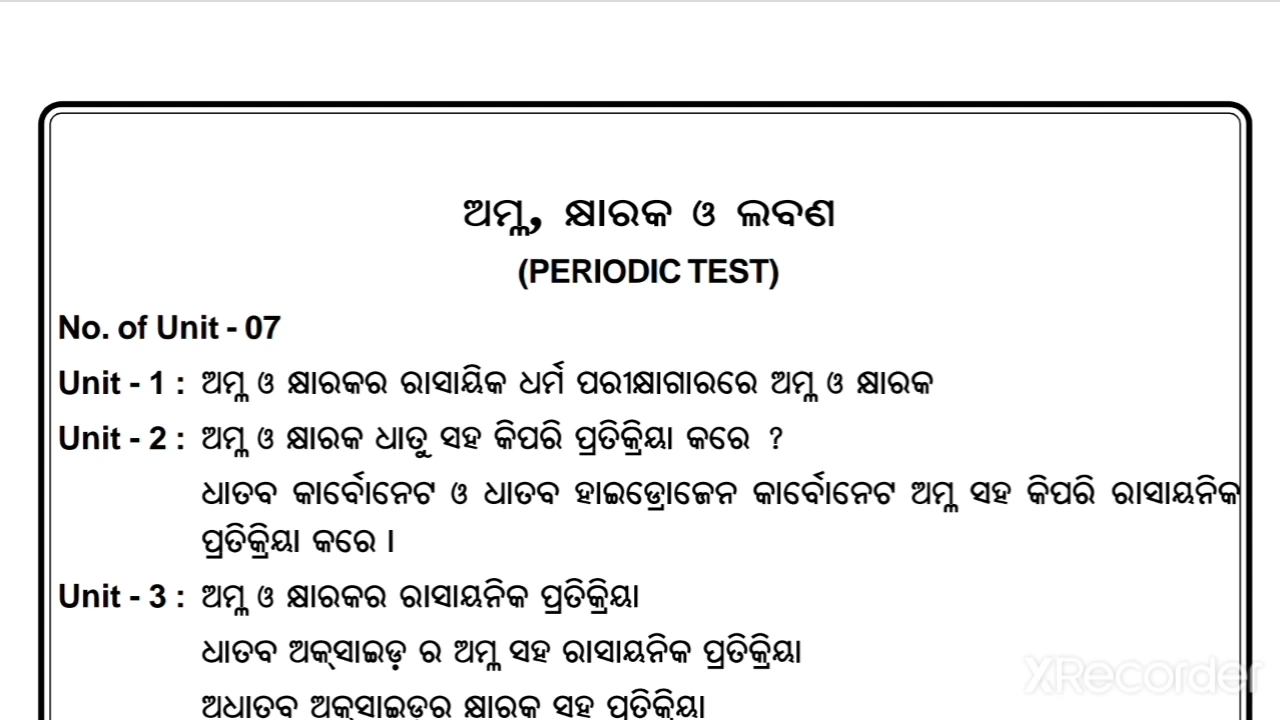 ଅମ୍ଳ, କ୍ଷାରକ ଓ ଲବଣ
(PERIODIC TEST)
No. of Unit - 07
Unit - 1 : ଅମ୍ଳ ଓ କ୍ଷାରକର ରାସାୟିକ ଧର୍ମ ପରୀକ୍ଷାଗାରରେ ଅମ୍ଳ ଓ କ୍ଷାରକ
Unit - 2 : ଅମ୍ଳ ଓ କ୍ଷାରକ ଧାତୁ ସହ କିପରି ପ୍ରତିକ୍ରିୟା କରେ ?
ଧାତବ କାର୍ବୋନେଟ ଓ ଧାତବ ହାଇଡ୍ରୋଜେନ କାର୍ବୋନେଟ ଅମ୍ଳ ସହ କିପରି ରାସାୟନିକ
ପ୍ରତିକ୍ରିୟା କରେ ।
Unit - 3 : ଅମ୍ଳ ଓ କ୍ଷାରକର ରାସାୟନିକ ପ୍ରତିକ୍ରିୟା
ଧାତବ ଅକ୍ସାଇଡ଼ ର ଅମ୍ଳ ସହ ରାସାୟନିକ ପ୍ରତିକ୍ରିୟା
ଅଧାତବ ଅକ୍ସାଇଡ଼ର କ୍ଷାରକ ସହ ପ୍ରତିକ୍ରିୟା
XRecorder